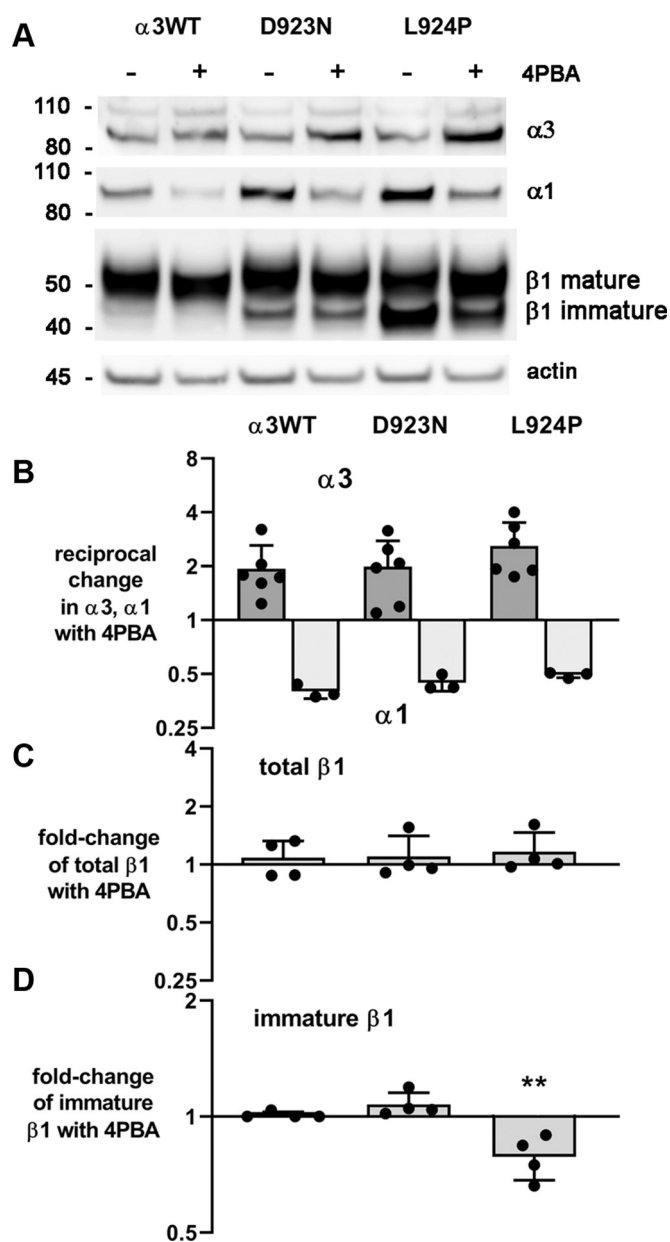 A
α3WT D923N L924P
- + - + - + 4PBA
110 -
80 -
α3
110 -
80 -
α1
50 -
40 -
β1 mature
β1 immature
45 -
actin
α3WT D923N L924P
B
8
4
2
1
0.5
0.25
α3
reciprocal
change
in α3, α1
with 4PBA
α1
C
4
2
1
0.5
0.25
total β1
fold-change
of total β1
with 4PBA
D
2
1
0.5
immature β1
**
fold-change
of immature
β1 with 4PBA